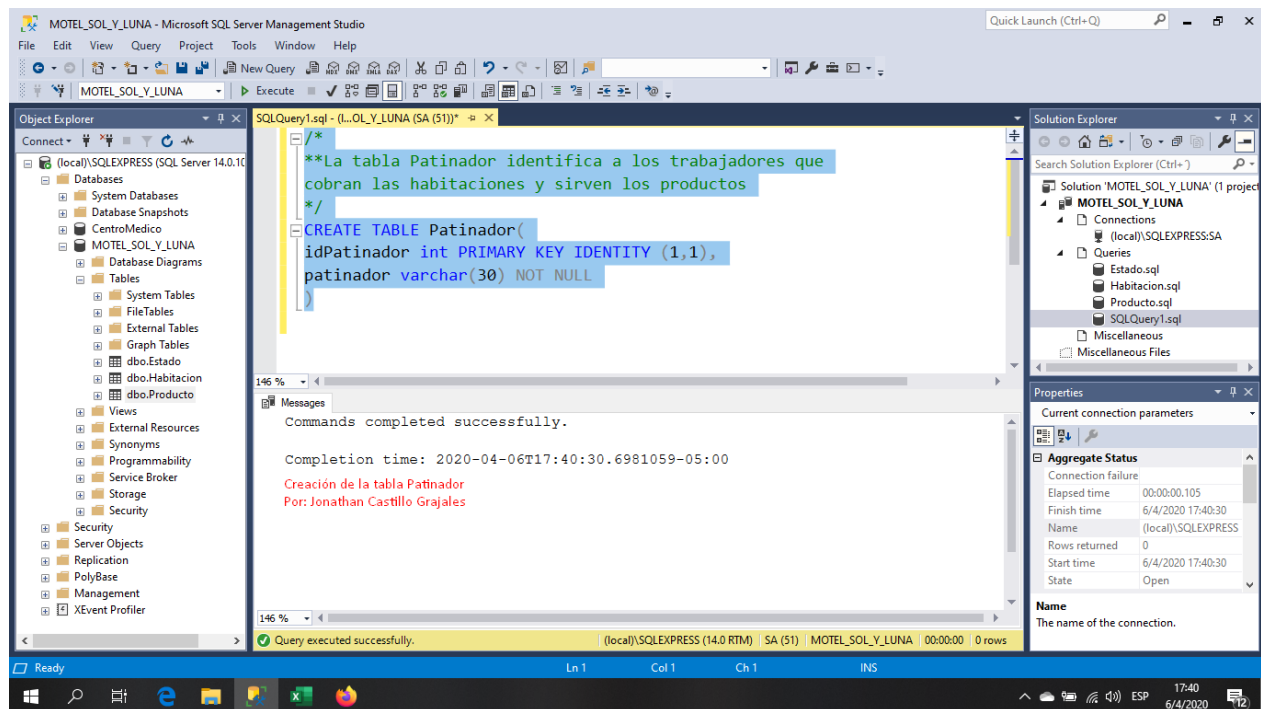 MOTEL_SOL_Y_LUNA - Microsoft SQL Server Management Studio
Quick Launch (Ctrl+Q)
File Edit View Query Project Tools Window Help
New Query
MOTEL_SOL_Y_LUNA
Execute
Object Explorer
Connect
(local)\SQLEXPRESS (SQL Server 14.0.10
Databases
System Databases
Database Snapshots
CentroMedico
MOTEL_SOL_Y_LUNA
Database Diagrams
Tables
System Tables
FileTables
External Tables
Graph Tables
dbo.Estado
dbo.Habitacion
dbo.Producto
Views
External Resources
Synonyms
Programmability
Service Broker
Storage
Security
Security
Server Objects
Replication
PolyBase
Management
XEvent Profiler
SQLQuery1.sql - (l...OL_Y_LUNA (SA (51))*
/*
**La tabla Patinador identifica a los trabajadores que
cobran las habitaciones y sirven los productos
*/
CREATE TABLE Patinador(
idPatinador int PRIMARY KEY IDENTITY (1,1),
patinador varchar(30) NOT NULL
)
146 %
Messages
Commands completed successfully.
Completion time: 2020-04-06T17:40:30.6981059-05:00
Creación de la tabla Patinador
Por: Jonathan Castillo Grajales
146 %
Query executed successfully.
(local)\SQLEXPRESS (14.0 RTM) SA (51) MOTEL_SOL_Y_LUNA 00:00:00 0 rows
Solution Explorer
Search Solution Explorer (Ctrl+´)
Solution 'MOTEL_SOL_Y_LUNA' (1 project
MOTEL_SOL_Y_LUNA
Connections
(local)\SQLEXPRESS:SA
Queries
Estado.sql
Habitacion.sql
Producto.sql
SQLQuery1.sql
Miscellaneous
Miscellaneous Files
Properties
Current connection parameters
Aggregate Status
Connection failure
Elapsed time 00:00:00.105
Finish time 6/4/2020 17:40:30
Name (local)\SQLEXPRESS
Rows returned 0
Start time 6/4/2020 17:40:30
State Open
Name
The name of the connection.
Ready
Ln 1 Col 1 Ch 1 INS
ESP
17:40
6/4/2020
12